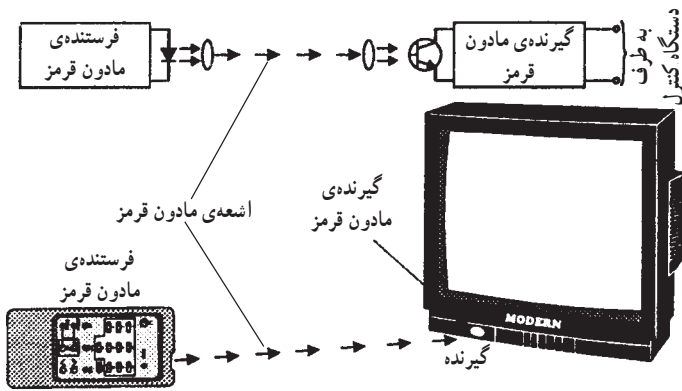 فرستنده‌ی
مادون قرمز
گیرنده‌ی مادون
قرمز
به طرف
دستگاه کنترل
گیرنده‌ی
مادون قرمز
اشعه‌ی مادون قرمز
فرستنده‌ی
مادون قرمز
MODERN
گیرنده